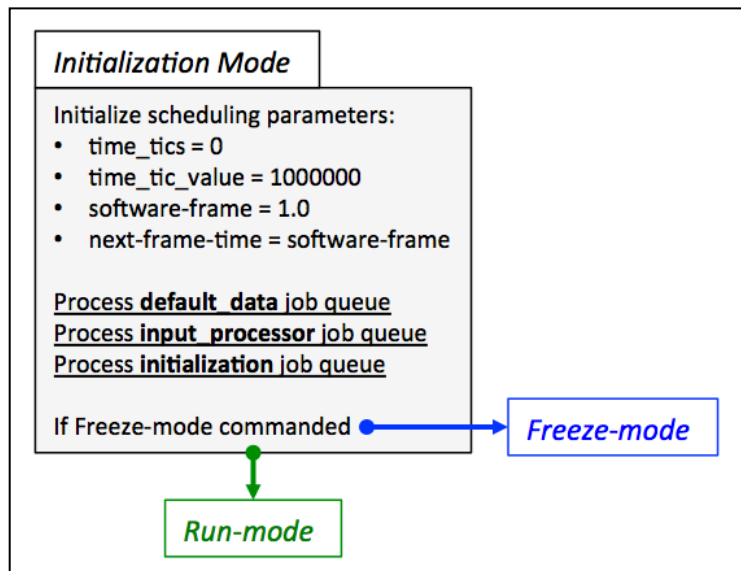 Initialization Mode
Initialize scheduling parameters:
• time_tics = 0
• time_tic_value = 1000000
• software-frame = 1.0
• next-frame-time = software-frame
Process default_data job queue
Process input_processor job queue
Process initialization job queue
If Freeze-mode commanded
Freeze-mode
Run-mode